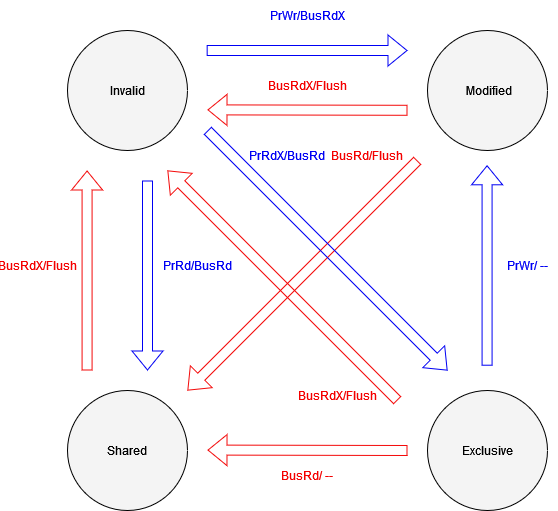 PrWr/BusRdX
Invalid
Modified
BusRdX/Flush
PrRdX/BusRd BusRd/Flush
BusRdX/Flush
PrRd/BusRd
PrWr/ --
BusRdX/Flush
Shared
Exclusive
BusRd/ --